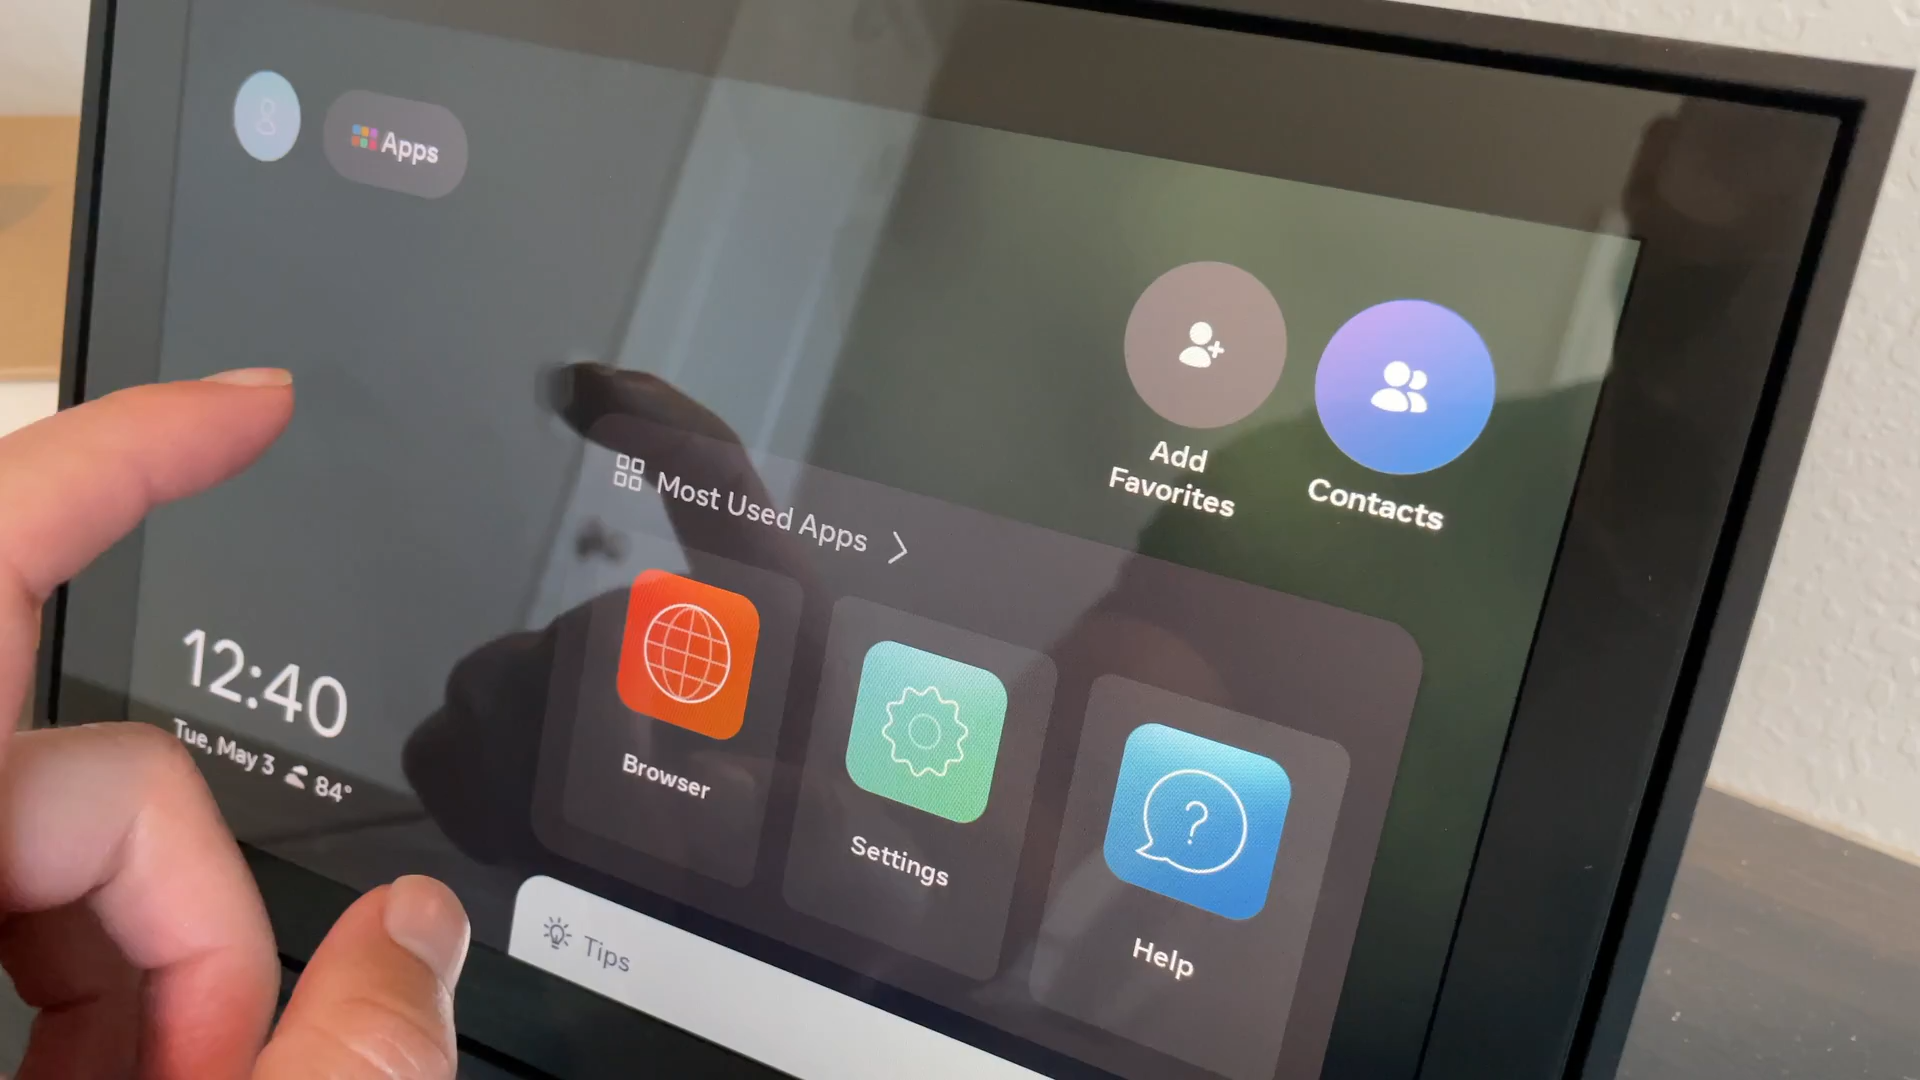 Apps
Add
Favorites
Contacts
Most Used Apps
Browser
Settings
Help
12:40
Tue, May 3 84°
Tips